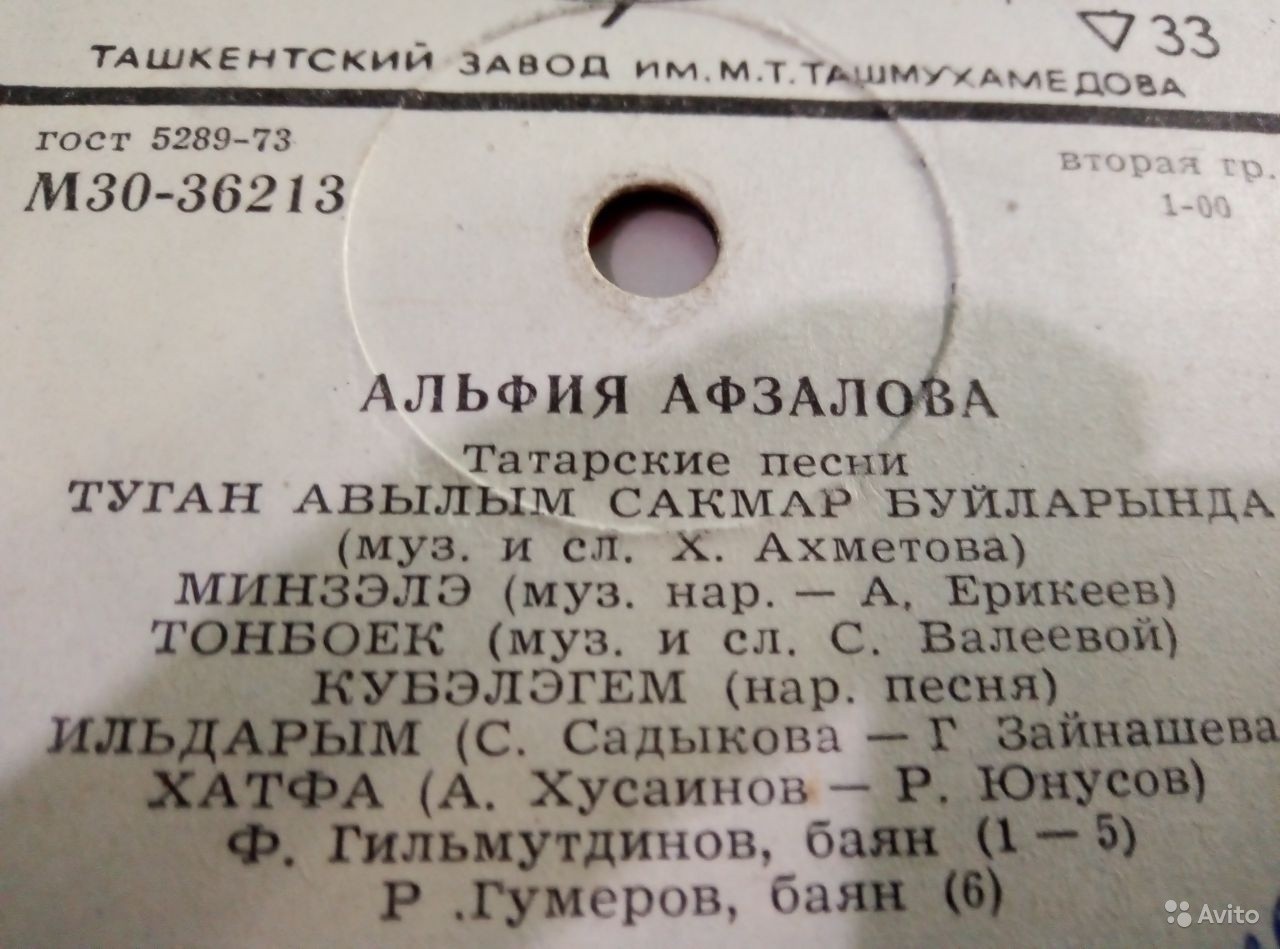 ▽33
ТАШКЕНТСКИЙ ЗАВОД ИМ. М.Т.ТАШМУХАМЕДОВА
гост 5289-73
М30-36213
вторая гр.
1-00
АЛЬФИЯ АФЗАЛОВА
Татарские песни
ТУГАН АВЫЛЫМ САКМАР БУЙЛАРЫНДА
(муз. и сл. Х. Ахметова)
МИНЗЭЛЭ (муз. нар. — А. Ерикеев)
ТОНБОЕК (муз. и сл. С. Валеевой)
КУБЭЛЭГЕМ (нар. песня)
ИЛЬДАРЫМ (С. Садыкова — Г Зайнашева
ХАТФА (А. Хусаинов — Р. Юнусов)
Ф. Гильмутдинов, баян (1 — 5)
Р .Гумеров, баян (6)
Avito